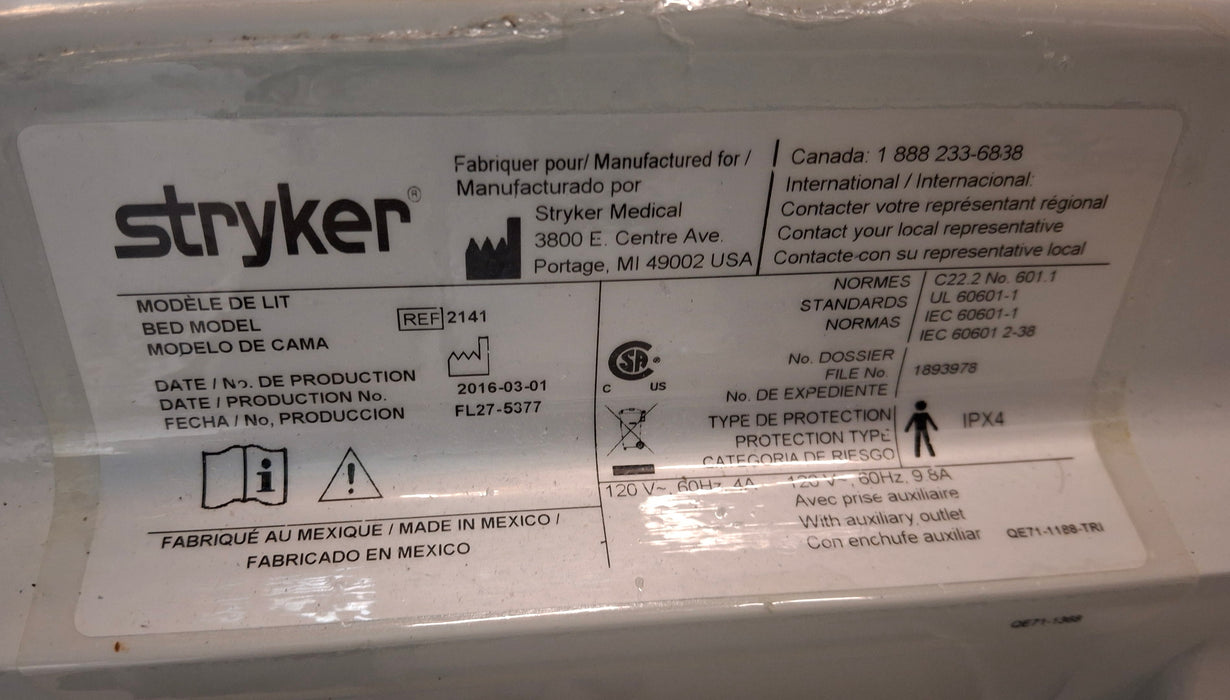 stryker®
Fabriquer pour/ Manufactured for /
Manufacturado por
Stryker Medical
3800 E. Centre Ave.
Portage, MI 49002 USA
Canada: 1 888 233-6838
International / Internacional:
Contacter votre représentant régional
Contact your local representative
Contacte-con su representative local
MODÈLE DE LIT
BED MODEL
MODELO DE CAMA
REF 2141
DATE / No. DE PRODUCTION
DATE / PRODUCTION No.
FECHA / No, PRODUCCION
2016-03-01
FL27-5377
i
!
FABRIQUÉ AU MEXIQUE / MADE IN MEXICO /
FABRICADO EN MEXICO
NORMES
STANDARDS
NORMAS
C22.2 No. 601.1
UL 60601-1
IEC 60601-1
IEC 60601 2-38
CSA ®
C US
No. DOSSIER
FILE No.
No. DE EXPEDIENTE
1893978
TYPE DE PROTECTION
PROTECTION TYPE
CATEGORIA DE RIESGO
IPX4
120 V~ 60Hz, 4A
120 V~, 60Hz, 9.8A
Avec prise auxiliaire
With auxiliary outlet
Con enchufe auxiliar
QE71-1188-TRI
QE71-1368